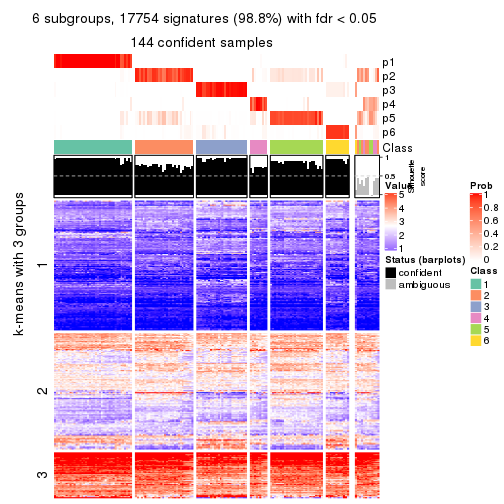 6 subgroups, 17754 signatures (98.8%) with fdr < 0.05
144 confident samples
p1
p2
p3
p4
p5
p6
Class
1
0.5
0
Silhouette
score
k-means with 3 groups
1
2
3
Value
5
4
3
2
1
Status (barplots)
confident
ambiguous
Prob
1
0.8
0.6
0.4
0.2
0
Class
1
2
3
4
5
6